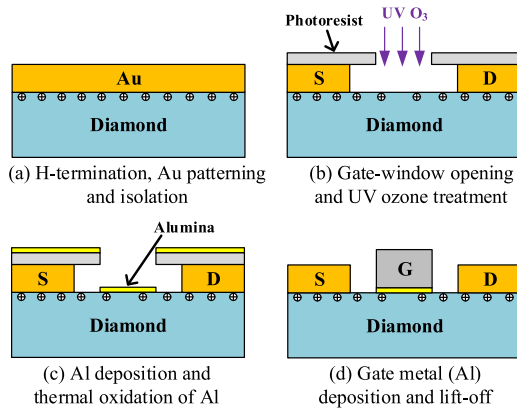 Photoresist
UV O3
Au
S
D
Diamond
Diamond
(a) H-termination, Au patterning
and isolation
(b) Gate-window opening
and UV ozone treatment
Alumina
S
D
S
G
D
Diamond
Diamond
(c) Al deposition and
thermal oxidation of Al
(d) Gate metal (Al)
deposition and lift-off